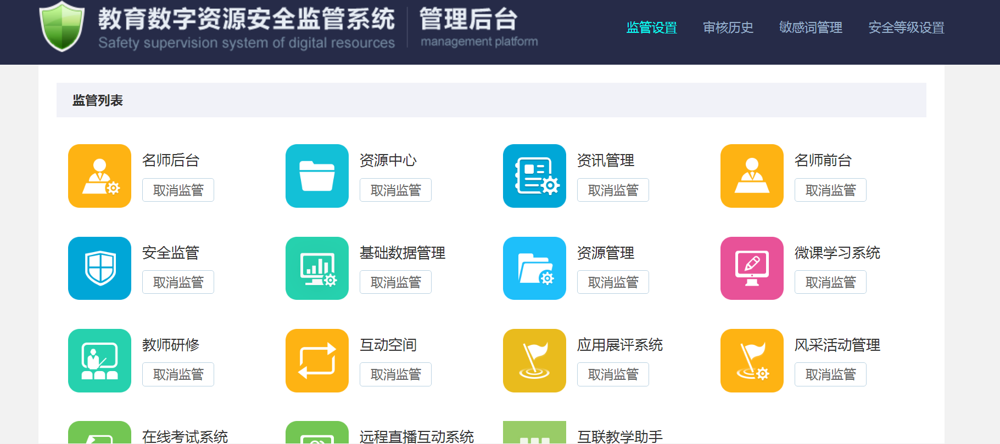 教育数字资源安全监管系统 管理后台
Safety supervision system of digital resources management platform
监管设置 审核历史 敏感词管理 安全等级设置
监管列表
名师后台 资源中心 资讯管理 名师前台
取消监管 取消监管 取消监管 取消监管
安全监管 基础数据管理 资源管理 微课学习系统
取消监管 取消监管 取消监管 取消监管
教师研修 互动空间 应用展评系统 风采活动管理
取消监管 取消监管 取消监管 取消监管
在线考试系统 远程直播互动系统 互联教学助手